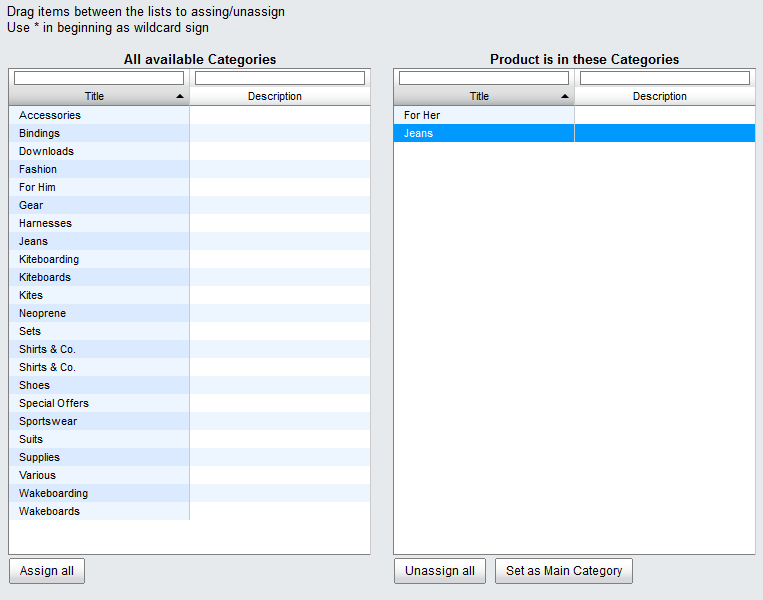 Drag items between the lists to assing/unassign
Use * in beginning as wildcard sign
All available Categories
Title
Description
Accessories
Bindings
Downloads
Fashion
For Him
Gear
Harnesses
Jeans
Kiteboarding
Kiteboards
Kites
Neoprene
Sets
Shirts & Co.
Shirts & Co.
Shoes
Special Offers
Sportswear
Suits
Supplies
Various
Wakeboarding
Wakeboards
Assign all
Product is in these Categories
Title
Description
For Her
Jeans
Unassign all
Set as Main Category